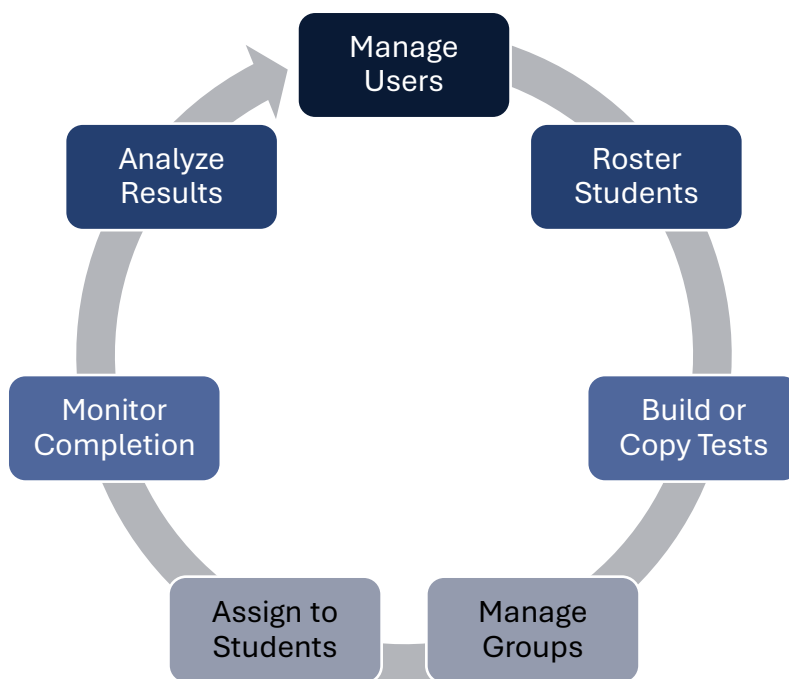 Manage
Users
Roster
Students
Build or
Copy Tests
Manage
Groups
Assign to
Students
Monitor
Completion
Analyze
Results